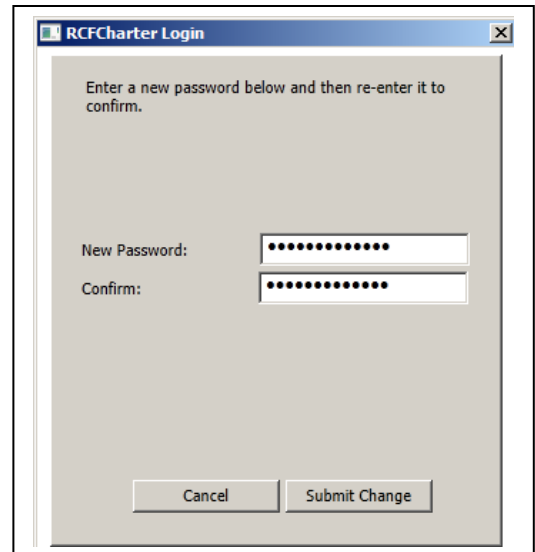 RCFCharter Login
Enter a new password below and then re-enter it to
confirm.
New Password: •••••••••••••
Confirm: •••••••••••••
Cancel Submit Change